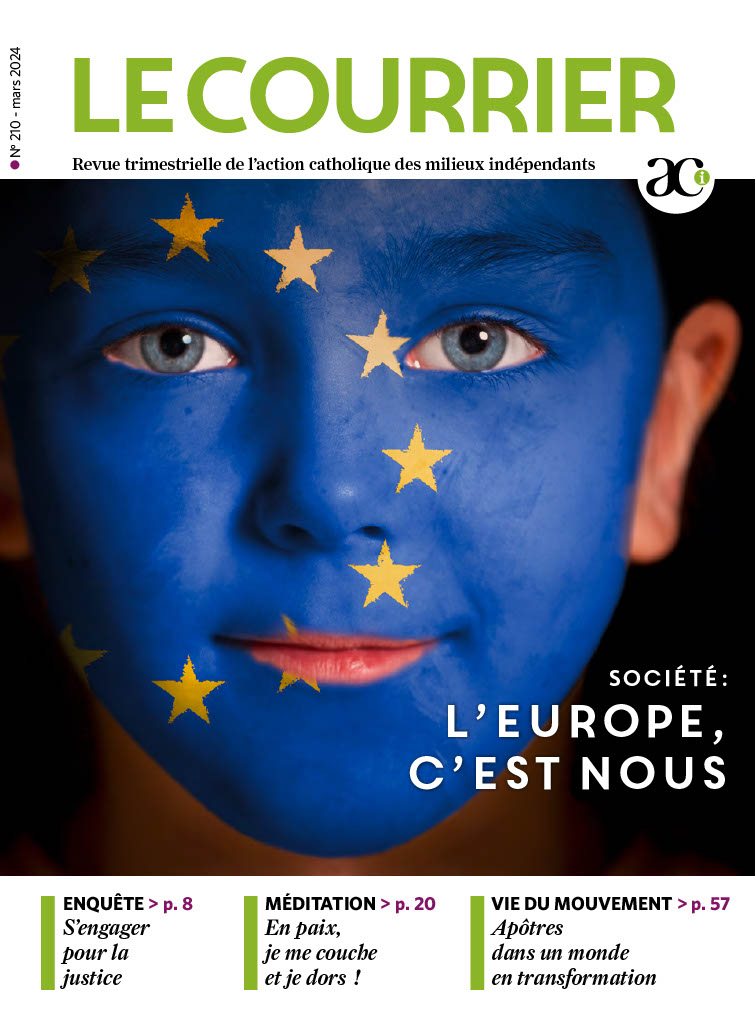 N° 210 - mars 2024
LE COURRIER
Revue trimestrielle de l'action catholique des milieux indépendants
aci
SOCIÉTÉ :
L'EUROPE,
C'EST NOUS
ENQUÊTE > p. 8
S'engager
pour la
justice
MÉDITATION > p. 20
En paix,
je me couche
et je dors !
VIE DU MOUVEMENT > p. 57
Apôtres
dans un monde
en transformation